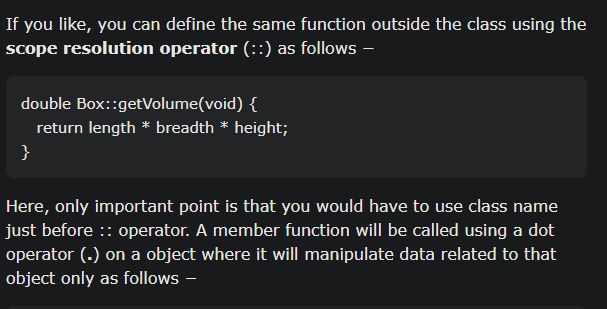 If you like, you can define the same function outside the class using the
scope resolution operator (::) as follows −
double Box::getVolume(void) {
   return length * breadth * height;
}
Here, only important point is that you would have to use class name
just before :: operator. A member function will be called using a dot
operator (.) on a object where it will manipulate data related to that
object only as follows −